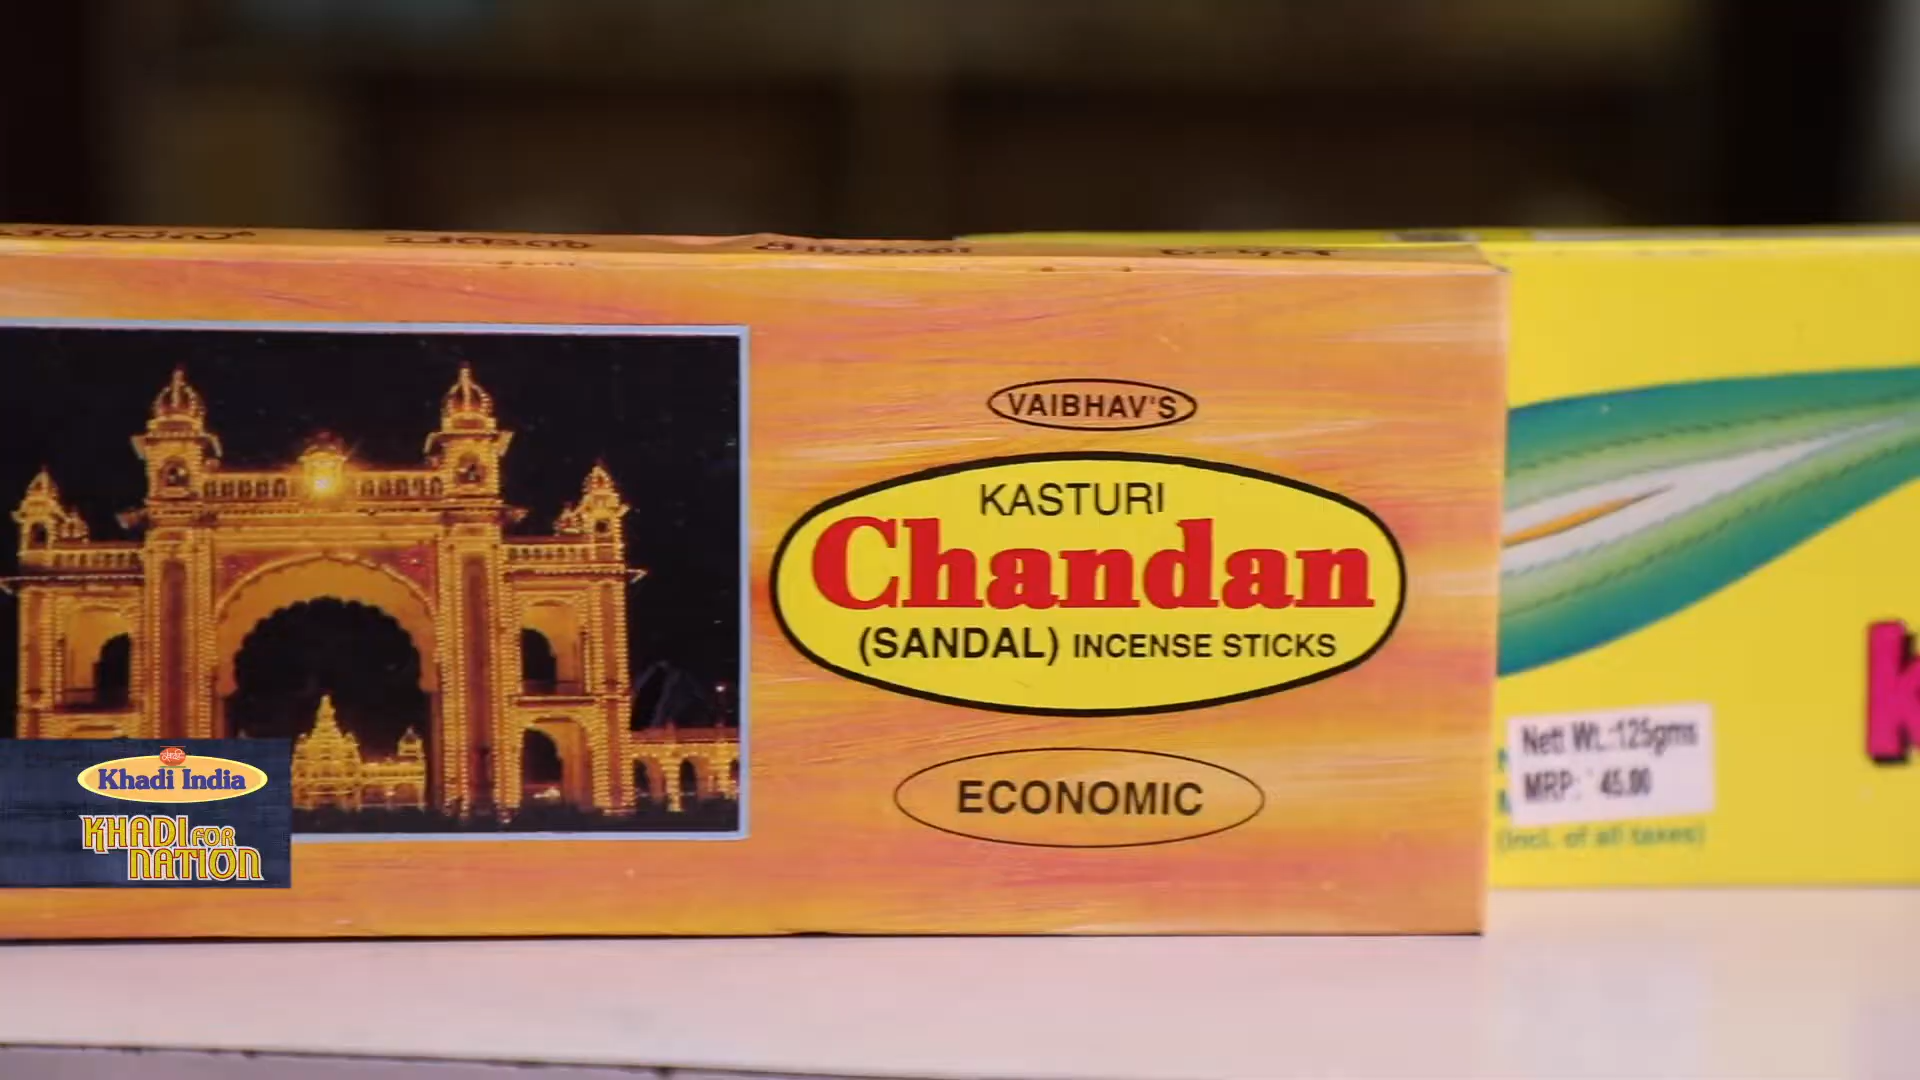 VAIBHAV'S
KASTURI
Chandan
(SANDAL) INCENSE STICKS
ECONOMIC
Nett Wt.:125gms
MRP: 45.00
(incl. of all taxes)
Khadi India
KHADI FOR
NATION